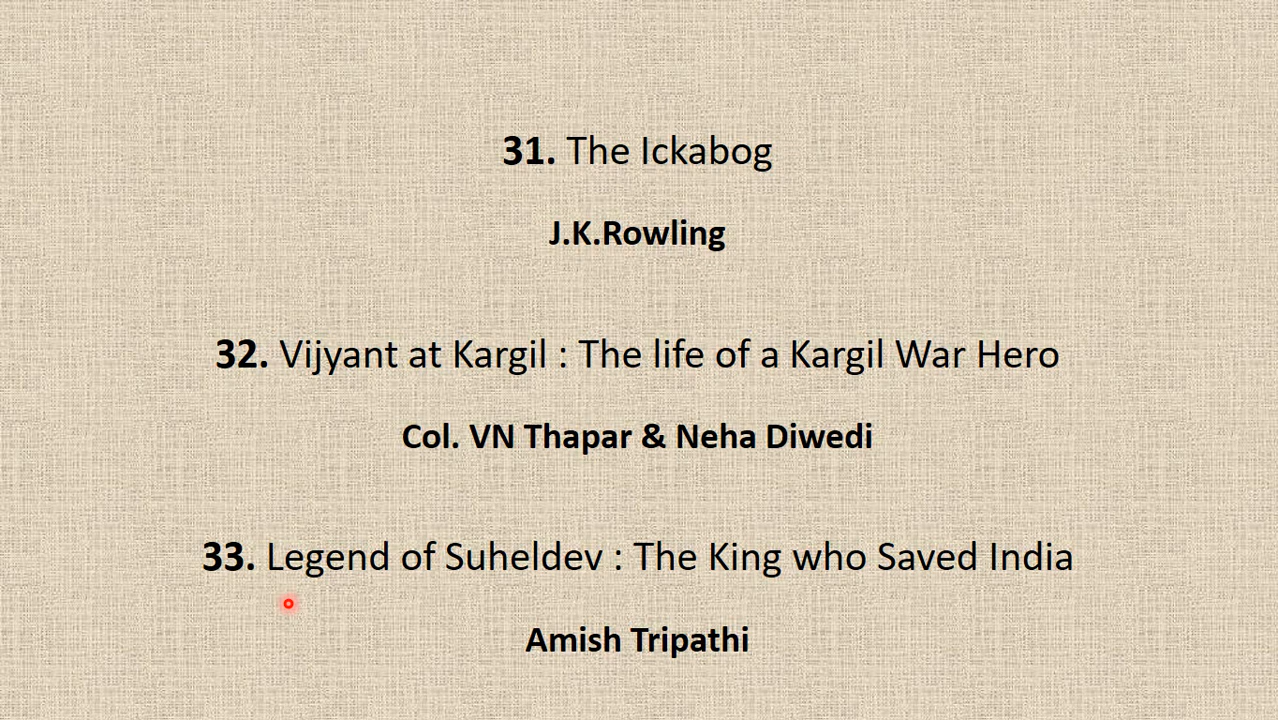 31. The Ickabog
J.K.Rowling
32. Vijyant at Kargil : The life of a Kargil War Hero
Col. VN Thapar & Neha Diwedi
33. Legend of Suheldev : The King who Saved India
Amish Tripathi